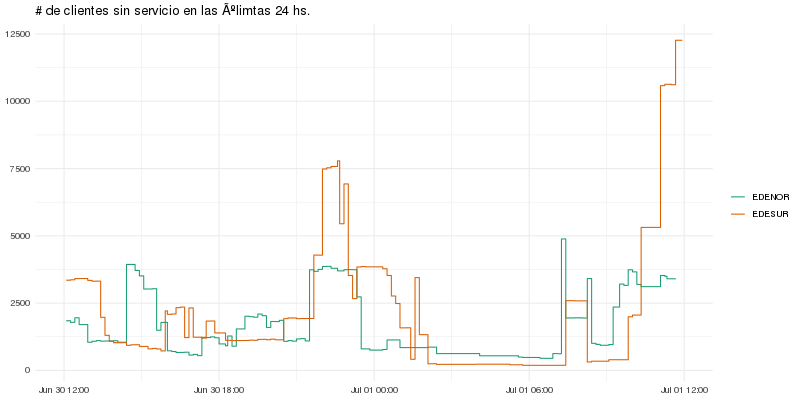 # de clientes sin servicio en las Ãºlimtas 24 hs.
12500
10000
7500
5000
2500
0
Jun 30 12:00
Jun 30 18:00
Jul 01 00:00
Jul 01 06:00
Jul 01 12:00
EDENOR
EDESUR